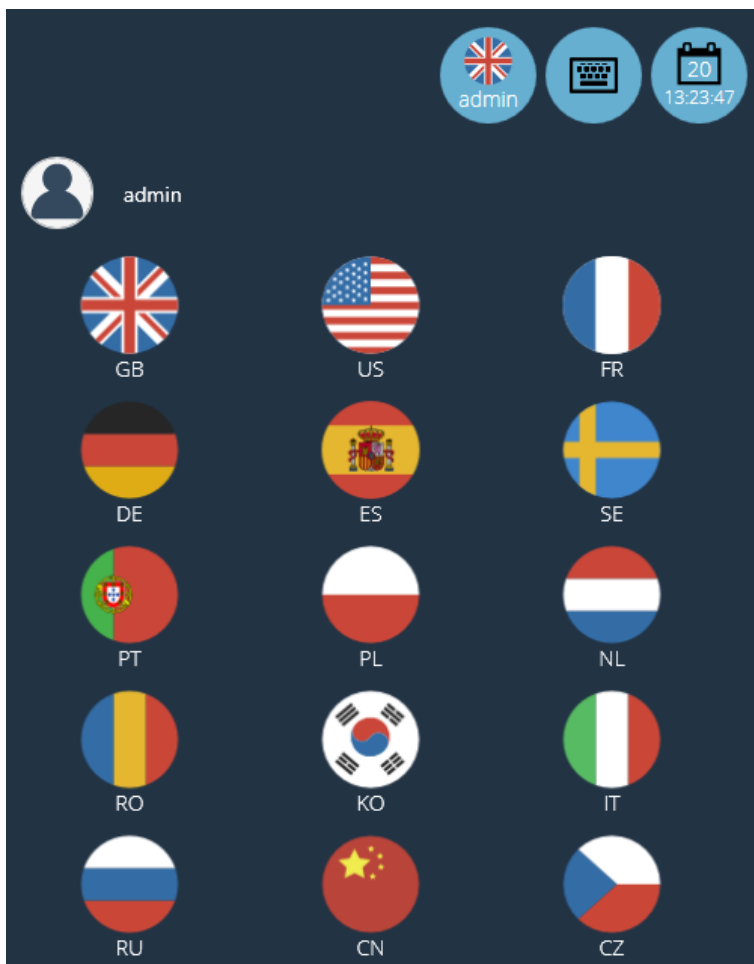 admin
20
13:23:47
admin
GB
US
FR
DE
ES
SE
PT
PL
NL
RO
KO
IT
RU
CN
CZ